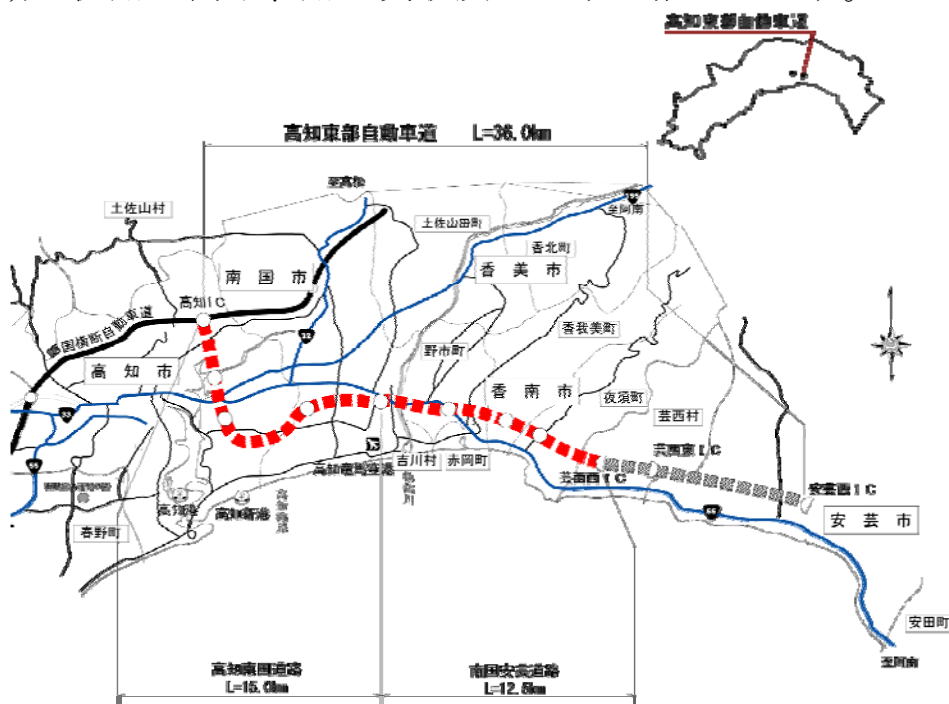 高知東部自動車道
高知東部自動車道 L=36.0km
至高松
土佐山村
土佐山田町
至阿南
香北町
南国市
香美市
高知IC
四国横断自動車道
香我美町
野市町
高知市
香南市
夜須町
芸西村
芸西東IC
高知龍馬空港
吉川村
赤岡町
芸西西IC
安芸西IC
高知港
高知新港
安芸市
春野町
55
安田町
至阿南
高知南国道路
L=15.0km
南国安芸道路
L=12.5km